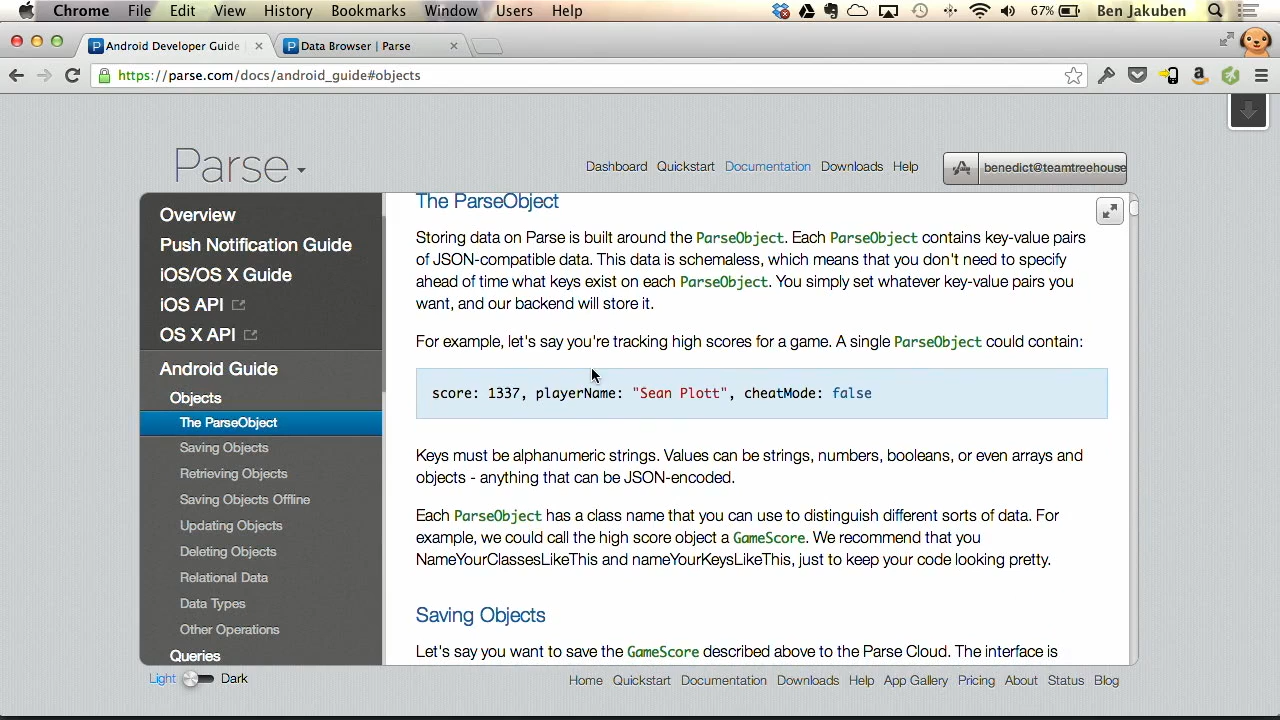 Chrome File Edit View History Bookmarks Window Users Help 67% Ben Jakuben
Android Developer Guide
Data Browser | Parse
https://parse.com/docs/android_guide#objects
Parse
Dashboard Quickstart Documentation Downloads Help
benedict@teamtreehouse
Overview
Push Notification Guide
iOS/OS X Guide
iOS API
OS X API
Android Guide
Objects
The ParseObject
Saving Objects
Retrieving Objects
Saving Objects Offline
Updating Objects
Deleting Objects
Relational Data
Data Types
Other Operations
Queries
The ParseObject
Storing data on Parse is built around the ParseObject. Each ParseObject contains key-value pairs
of JSON-compatible data. This data is schemaless, which means that you don't need to specify
ahead of time what keys exist on each ParseObject. You simply set whatever key-value pairs you
want, and our backend will store it.
For example, let's say you're tracking high scores for a game. A single ParseObject could contain:
score: 1337, playerName: "Sean Plott", cheatMode: false
Keys must be alphanumeric strings. Values can be strings, numbers, booleans, or even arrays and
objects - anything that can be JSON-encoded.
Each ParseObject has a class name that you can use to distinguish different sorts of data. For
example, we could call the high score object a GameScore. We recommend that you
NameYourClassesLikeThis and nameYourKeysLikeThis, just to keep your code looking pretty.
Saving Objects
Let's say you want to save the GameScore described above to the Parse Cloud. The interface is
Light Dark
Home Quickstart Documentation Downloads Help App Gallery Pricing About Status Blog